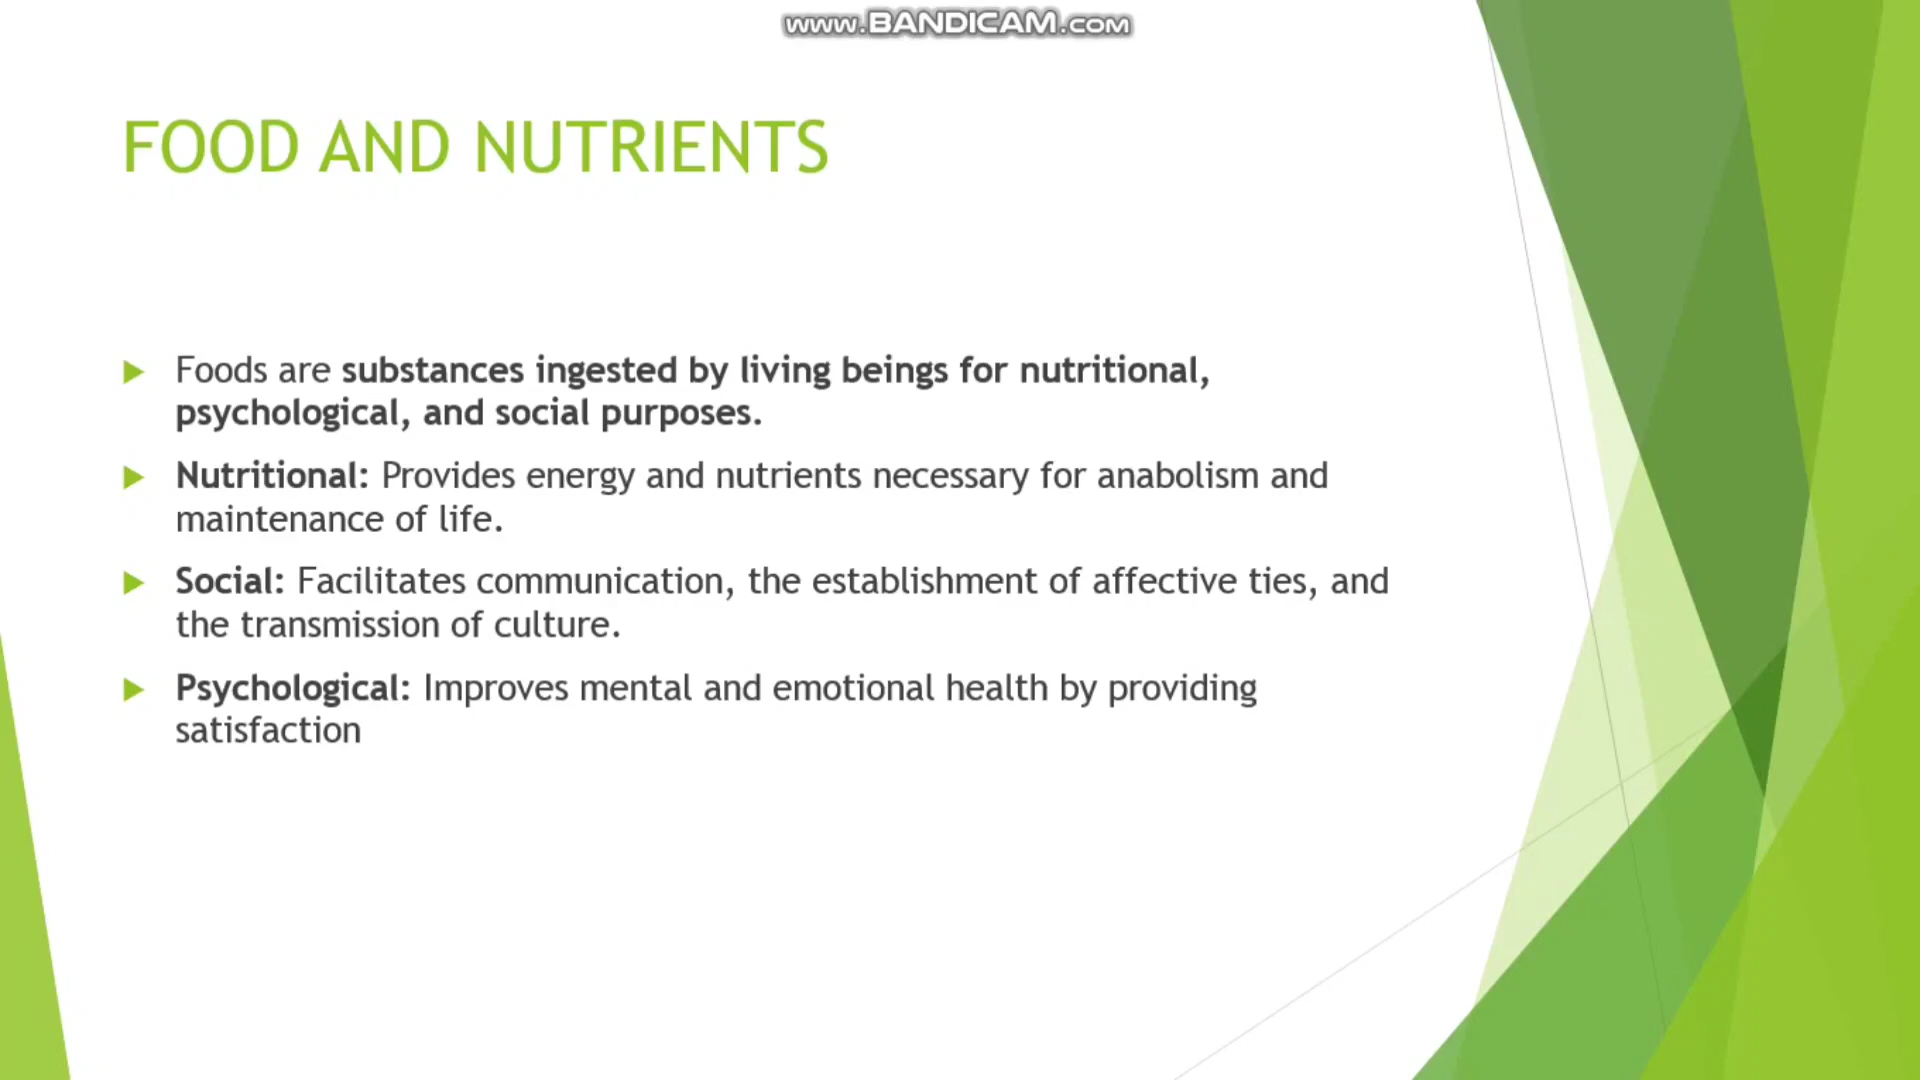 www.BANDICAM.com
FOOD AND NUTRIENTS
Foods are substances ingested by living beings for nutritional,
psychological, and social purposes.
Nutritional: Provides energy and nutrients necessary for anabolism and
maintenance of life.
Social: Facilitates communication, the establishment of affective ties, and
the transmission of culture.
Psychological: Improves mental and emotional health by providing
satisfaction